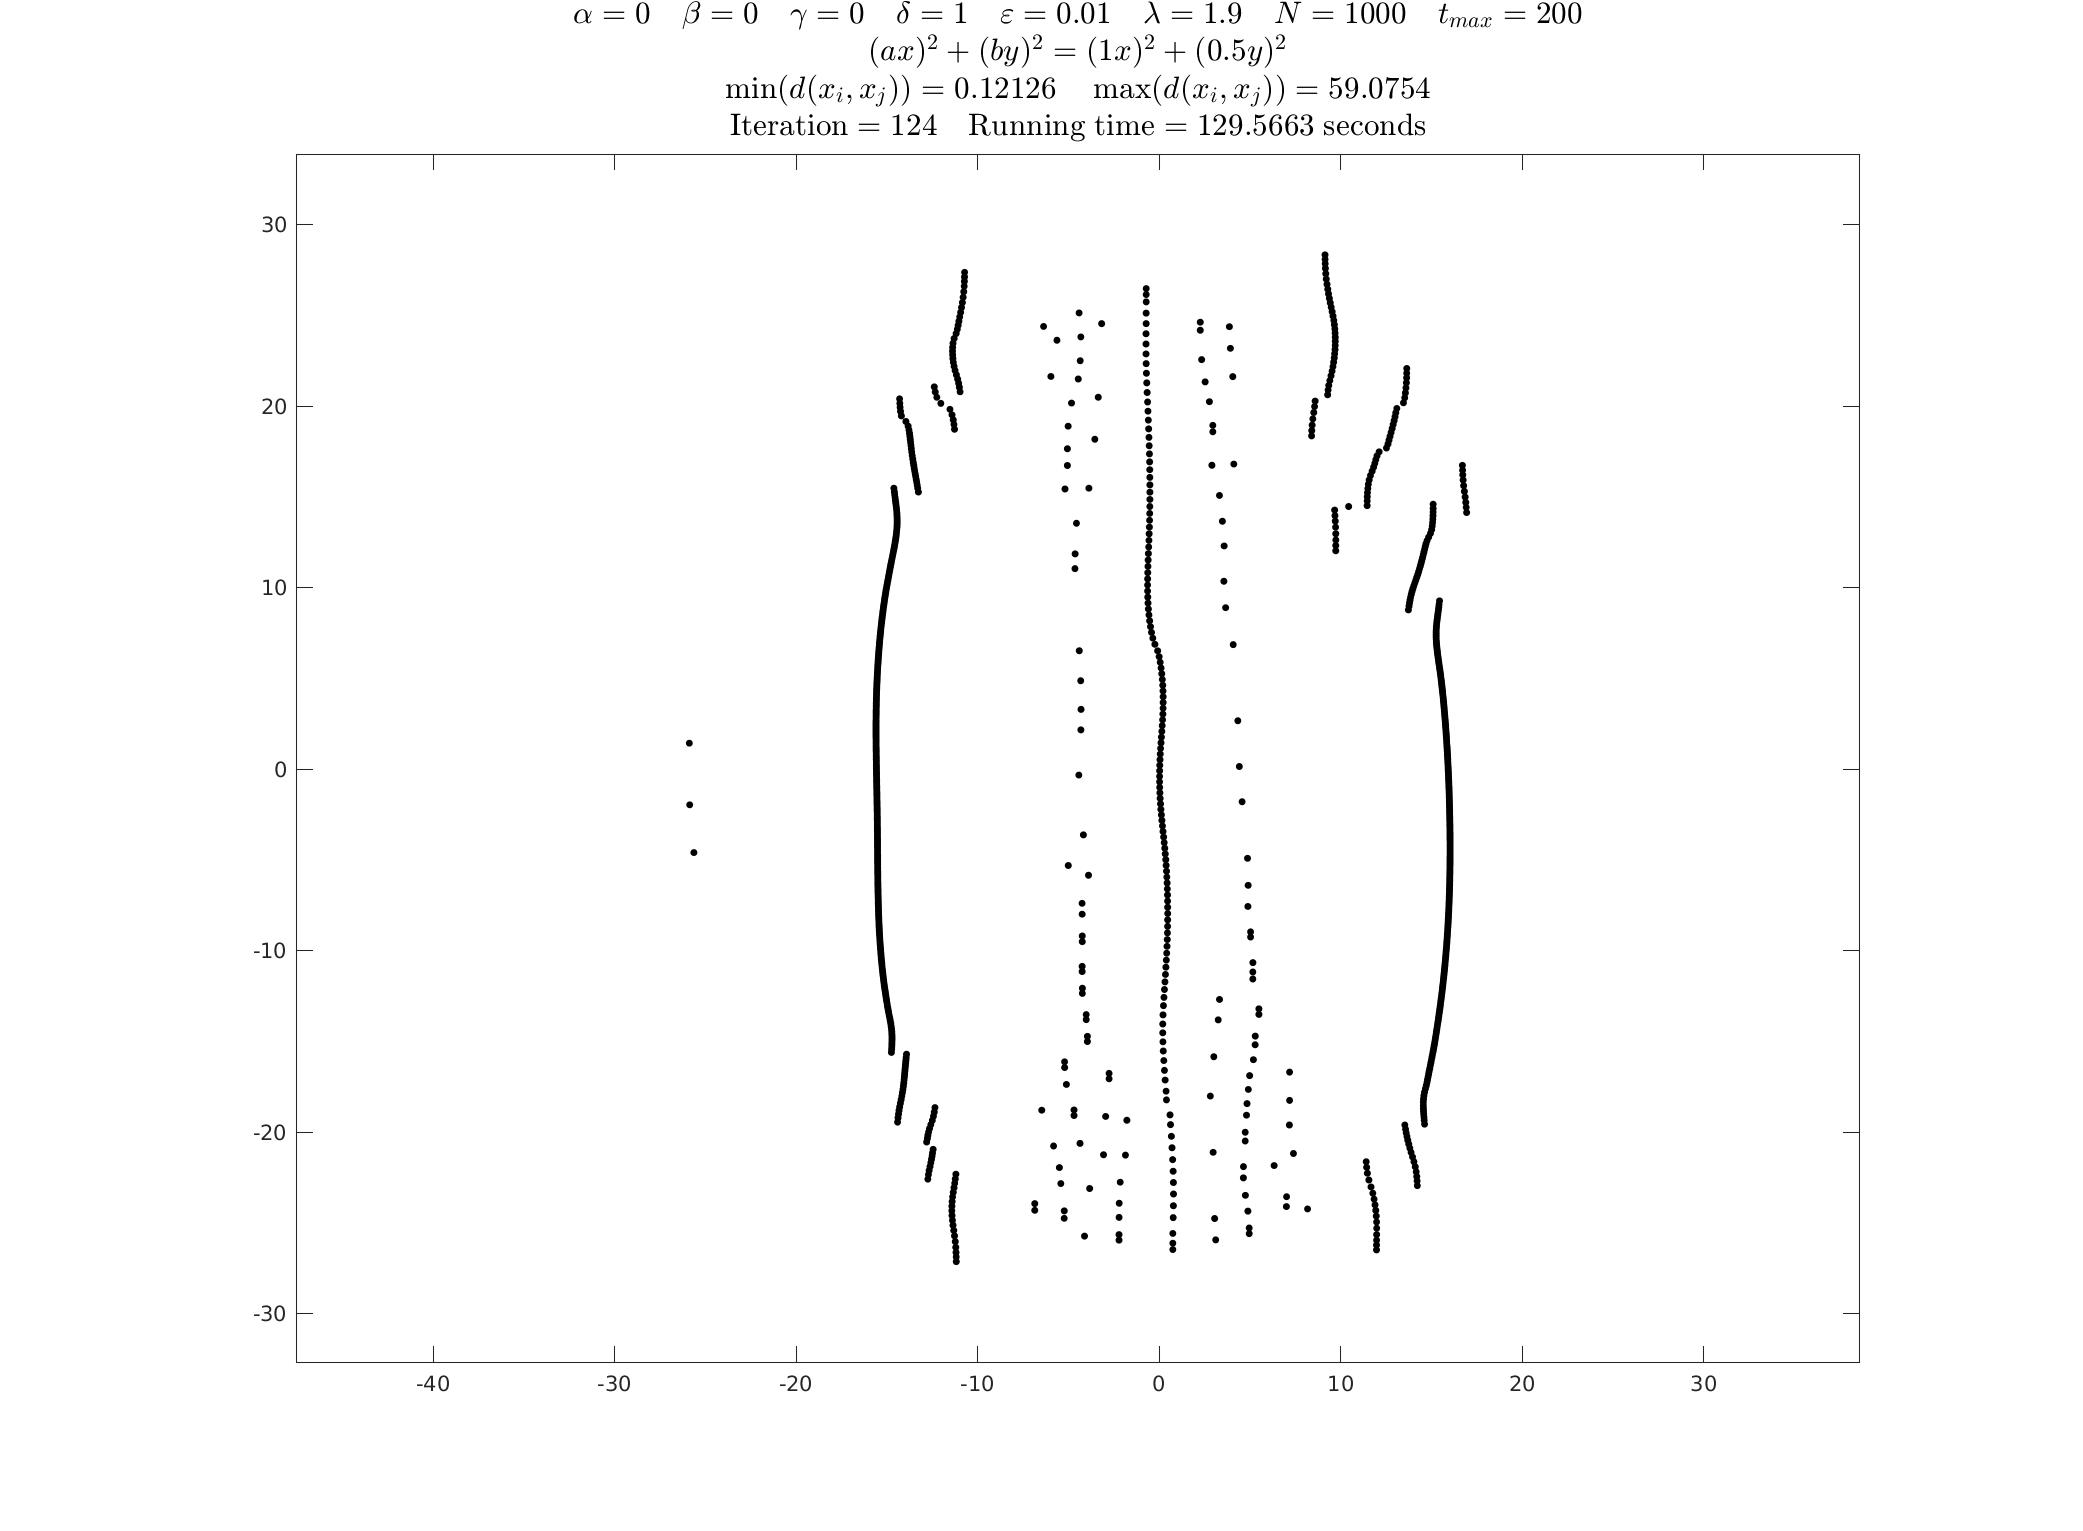 α = 0 β = 0 γ = 0 δ = 1 ε = 0.01 λ = 1.9 N = 1000 t_{max} = 200
(ax)² + (by)² = (1x)² + (0.5y)²
min(d(x_i, x_j)) = 0.12126 max(d(x_i, x_j)) = 59.0754
Iteration = 124 Running time = 129.5663 seconds
30
20
10
0
-10
-20
-30
-40 -30 -20 -10 0 10 20 30